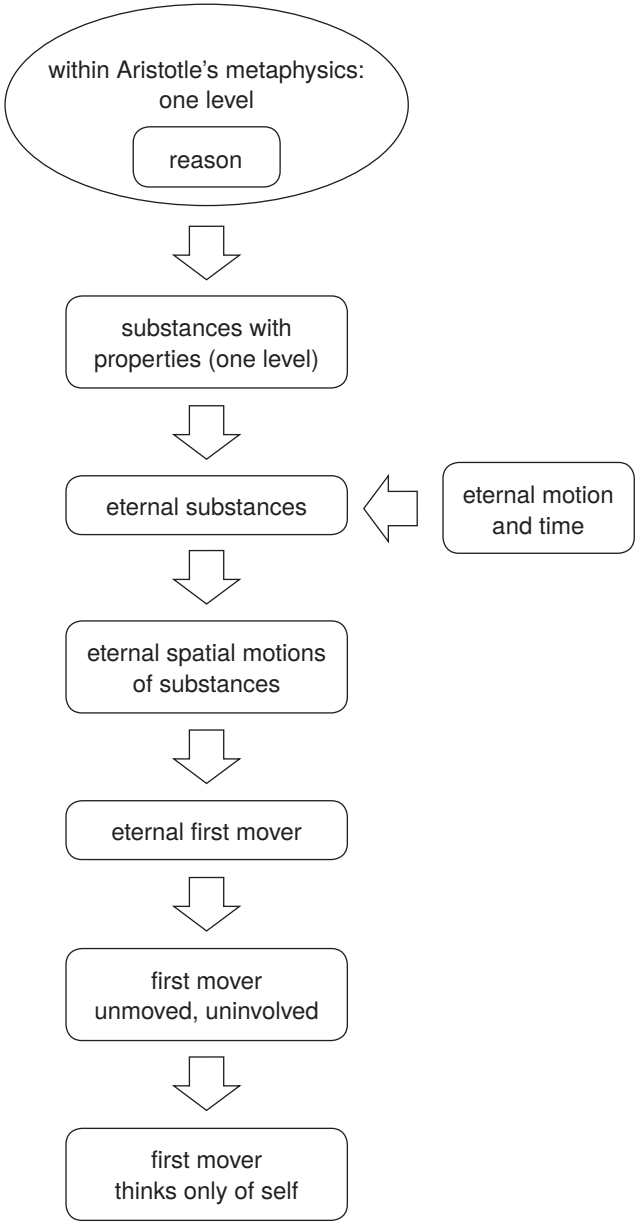 within Aristotle’s metaphysics:
one level
reason
substances with
properties (one level)
eternal substances
eternal motion
and time
eternal spatial motions
of substances
eternal first mover
first mover
unmoved, uninvolved
first mover
thinks only of self